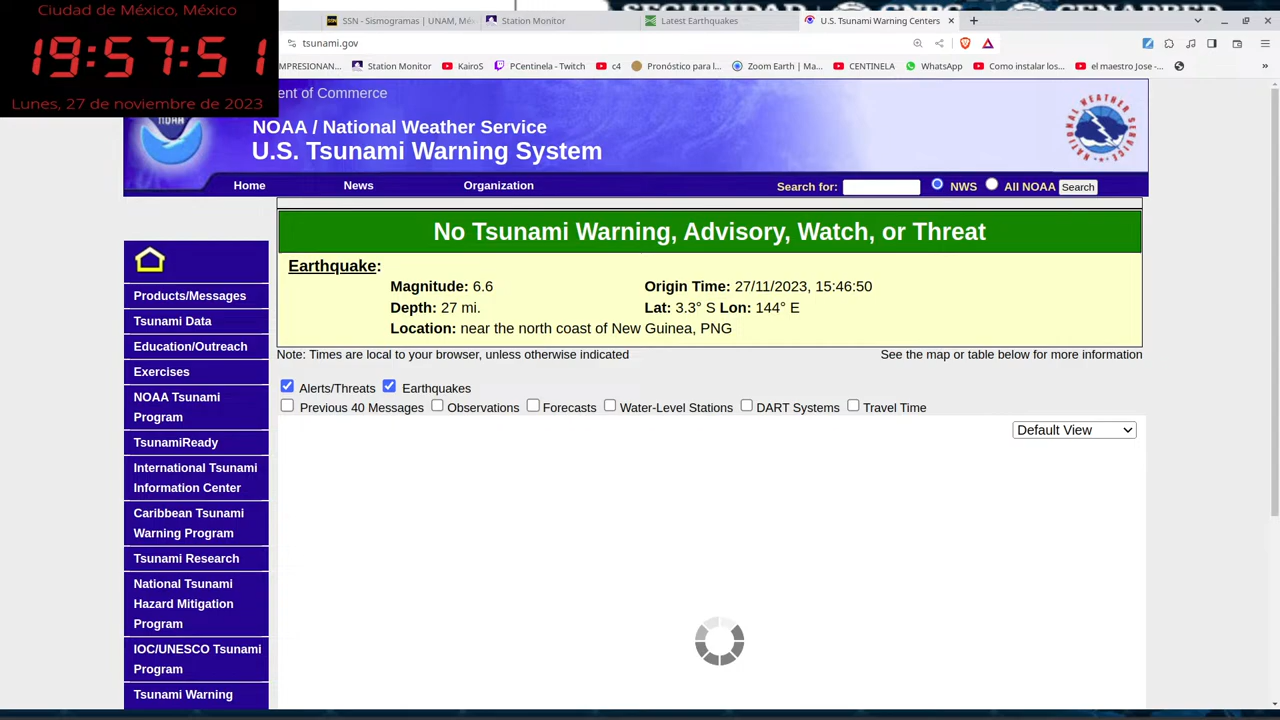 Ciudad de México, México
19:57:51
Lunes, 27 de noviembre de 2023
SSN - Sismogramas | UNAM, Mé
Station Monitor
Latest Earthquakes
U.S. Tsunami Warning Centers
tsunami.gov
IMPRESIONAN...
Station Monitor
KairoS
PCentinela - Twitch
c4
Pronóstico para l...
Zoom Earth | Ma...
CENTINELA
WhatsApp
Como instalar los...
el maestro Jose -...
ent of Commerce
NOAA / National Weather Service
U.S. Tsunami Warning System
NOAA
NATIONAL WEATHER SERVICE
Home News Organization
Search for: NWS All NOAA Search
No Tsunami Warning, Advisory, Watch, or Threat
Earthquake:
Magnitude: 6.6 Origin Time: 27/11/2023, 15:46:50
Depth: 27 mi. Lat: 3.3° S Lon: 144° E
Location: near the north coast of New Guinea, PNG
Note: Times are local to your browser, unless otherwise indicated See the map or table below for more information
Alerts/Threats Earthquakes
Previous 40 Messages Observations Forecasts Water-Level Stations DART Systems Travel Time
Default View
Products/Messages
Tsunami Data
Education/Outreach
Exercises
NOAA Tsunami
Program
TsunamiReady
International Tsunami
Information Center
Caribbean Tsunami
Warning Program
Tsunami Research
National Tsunami
Hazard Mitigation
Program
IOC/UNESCO Tsunami
Program
Tsunami Warning